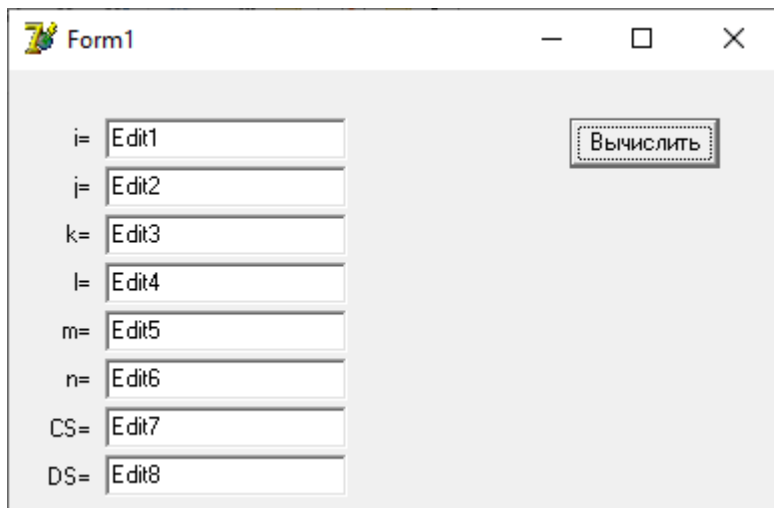 Form1
i= Edit1
Вычислить
j= Edit2
k= Edit3
l= Edit4
m= Edit5
n= Edit6
CS= Edit7
DS= Edit8